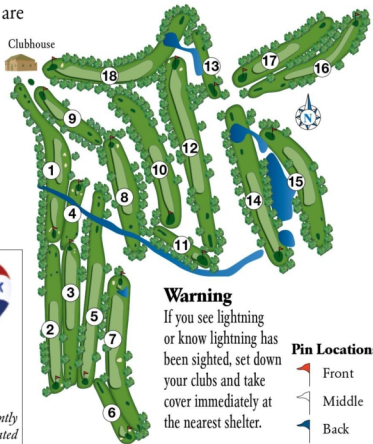 are
Clubhouse
18
13
17
16
9
12
1
10
8
4
14
15
11
3
2
5
7
6
N
Warning
If you see lightning
or know lightning has
been sighted, set down
your clubs and take
cover immediately at
the nearest shelter.
Pin Location
Front
Middle
Back
X
ntly
ated